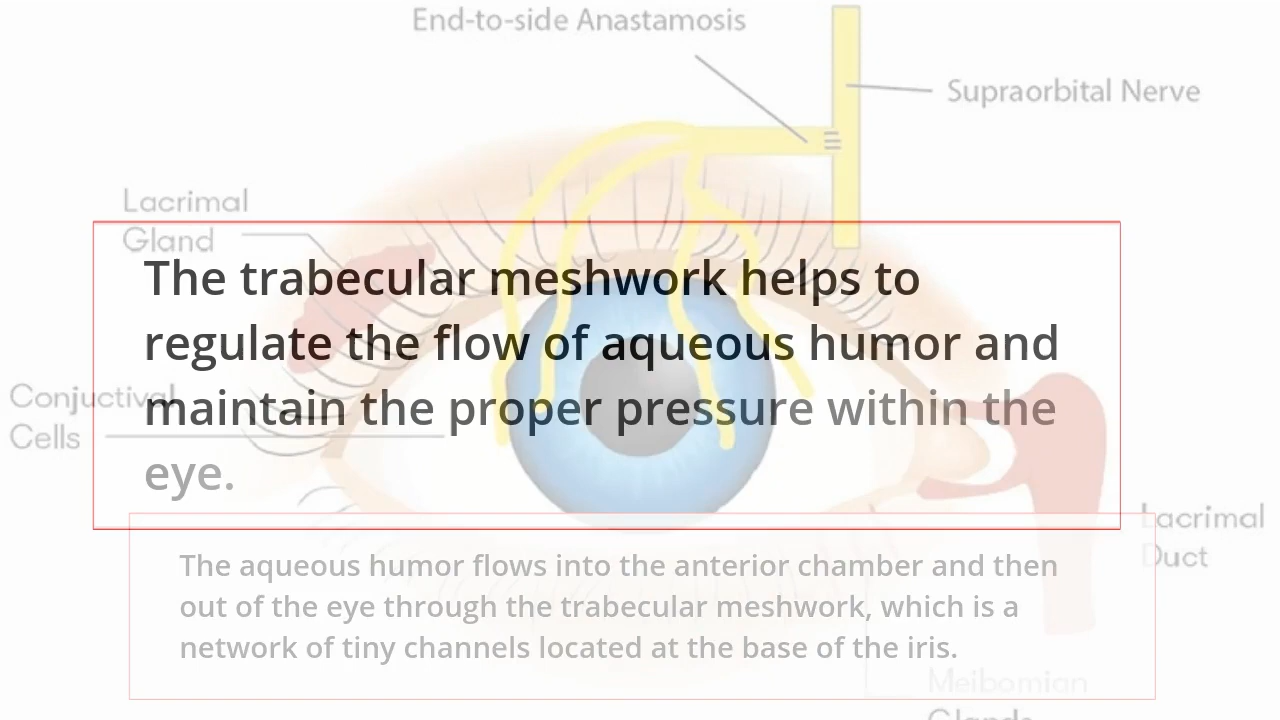 End-to-side Anastamosis
Supraorbital Nerve
Lacrimal
Gland
The trabecular meshwork helps to
regulate the flow of aqueous humor and
maintain the proper pressure within the
eye.
Conjuctival
Cells
Lacrimal
Duct
The aqueous humor flows into the anterior chamber and then
out of the eye through the trabecular meshwork, which is a
network of tiny channels located at the base of the iris.
Meibomian
Glands